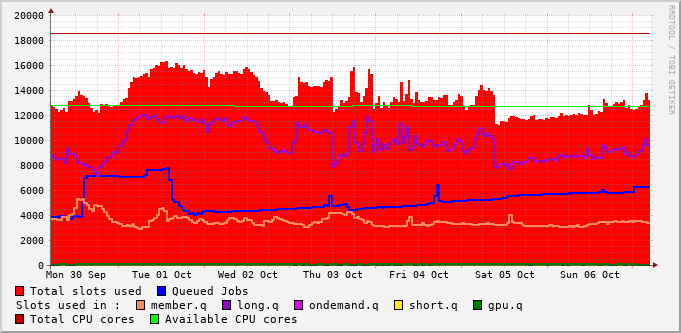 20000
18000
16000
14000
12000
10000
8000
6000
4000
2000
0
Mon 30 Sep Tue 01 Oct Wed 02 Oct Thu 03 Oct Fri 04 Oct Sat 05 Oct Sun 06 Oct
Total slots used Queued Jobs
Slots used in : member.q long.q ondemand.q short.q gpu.q
Total CPU cores Available CPU cores
RRDTOOL / TOBI OETIKER